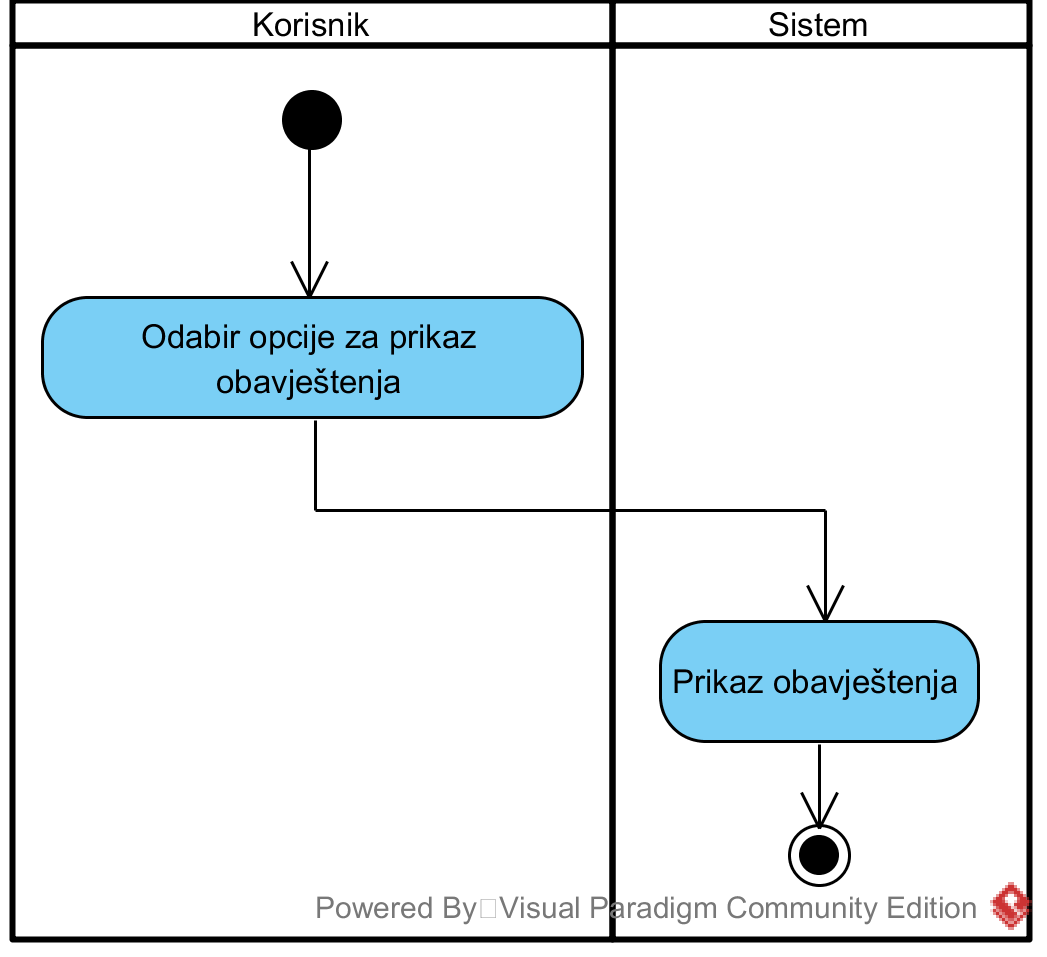 Korisnik
Sistem
Odabir opcije za prikaz
obavještenja
Prikaz obavještenja
Powered By Visual Paradigm Community Edition